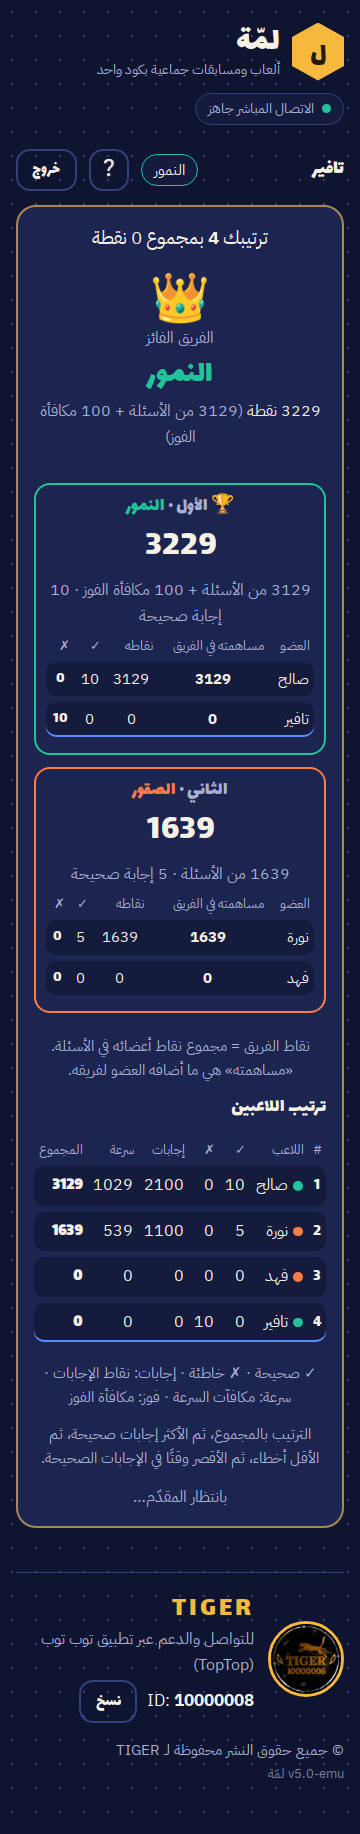 ل
لمّة
ألعاب ومسابقات جماعية بكود واحد
الاتصال المباشر جاهز
تافير
النمور
?
خروج
ترتيبك 4 بمجموع 0 نقطة
الفريق الفائز
النمور
3229 نقطة (3129 من الأسئلة + 100 مكافأة
الفوز)
الأول · النمور
3229
3129 من الأسئلة + 100 مكافأة الفوز · 10
إجابة صحيحة
العضو مساهمته في الفريق نقاطه ✓ ✗
صالح 3129 3129 10 0
تافير 0 0 0 10
الثاني · الصقور
1639
1639 من الأسئلة · 5 إجابة صحيحة
العضو مساهمته في الفريق نقاطه ✓ ✗
نورة 1639 1639 5 0
فهد 0 0 0 0
نقاط الفريق = مجموع نقاط أعضائه في الأسئلة.
«مساهمته» هي ما أضافه العضو لفريقه.
ترتيب اللاعبين
# اللاعب ✓ ✗ إجابات سرعة المجموع
1 صالح 10 0 2100 1029 3129
2 نورة 5 0 1100 539 1639
3 فهد 0 0 0 0 0
4 تافير 0 10 0 0 0
✓ صحيحة · ✗ خاطئة · إجابات: نقاط الإجابات ·
سرعة: مكافآت السرعة · فوز: مكافأة الفوز
الترتيب بالمجموع، ثم الأكثر إجابات صحيحة، ثم
الأقل أخطاء، ثم الأقصر وقتًا في الإجابات الصحيحة.
بانتظار المقدّم...
TIGER
10000008
TIGER
للتواصل والدعم عبر تطبيق توب توب
(TopTop)
ID: 10000008
نسخ
© جميع حقوق النشر محفوظة لـ TIGER
لمّة v5.0-emu